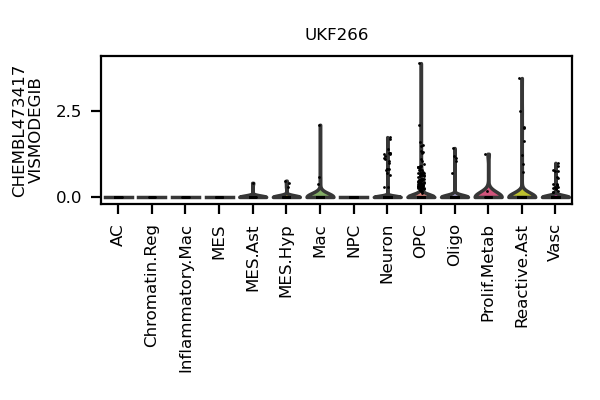 UKF266
CHEMBL473417
VISMODEGIB
2.5
0.0
AC
Chromatin.Reg
Inflammatory.Mac
MES
MES.Ast
MES.Hyp
Mac
NPC
Neuron
OPC
Oligo
Prolif.Metab
Reactive.Ast
Vasc